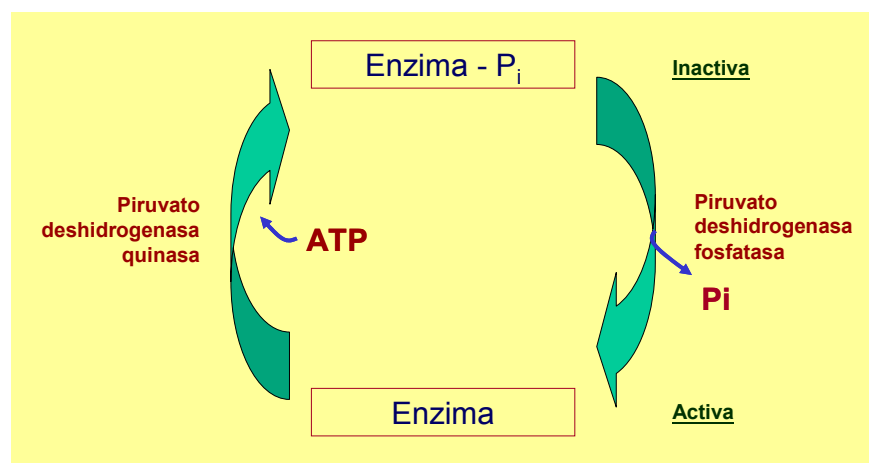 Enzima - Pi
Inactiva
Piruvato
deshidrogenasa
quinasa
ATP
Piruvato
deshidrogenasa
fosfatasa
Pi
Enzima
Activa